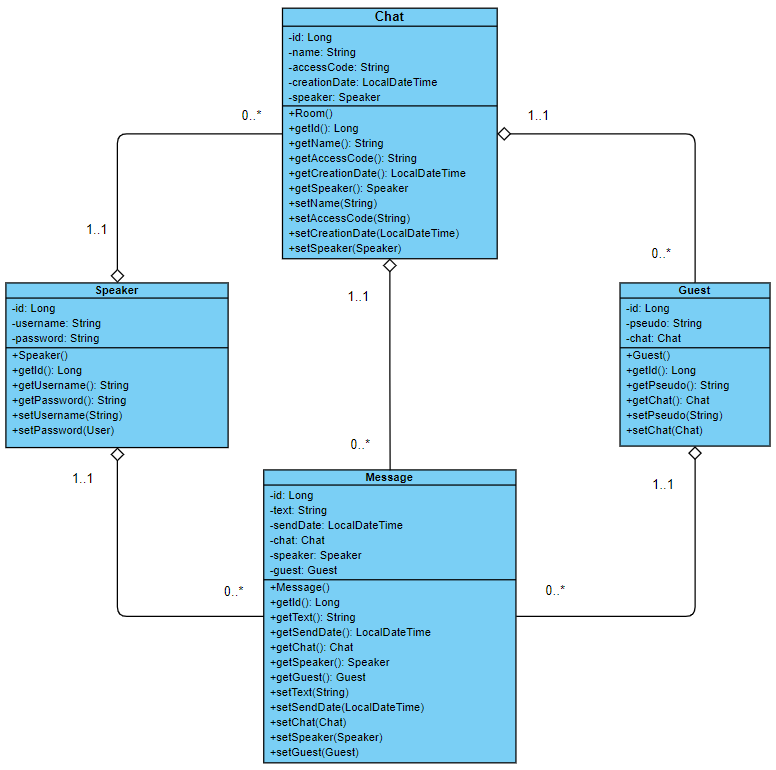 Chat
-id: Long
-name: String
-accessCode: String
-creationDate: LocalDateTime
-speaker: Speaker
+Room()
+getId(): Long
+getName(): String
+getAccessCode(): String
+getCreationDate(): LocalDateTime
+getSpeaker(): Speaker
+setName(String)
+setAccessCode(String)
+setCreationDate(LocalDateTime)
+setSpeaker(Speaker)
0..*
1..1
1..1
1..1
0..*
Speaker
-id: Long
-username: String
-password: String
+Speaker()
+getId(): Long
+getUsername(): String
+getPassword(): String
+setUsername(String)
+setPassword(User)
Guest
-id: Long
-pseudo: String
-chat: Chat
+Guest()
+getId(): Long
+getPseudo(): String
+getChat(): Chat
+setPseudo(String)
+setChat(Chat)
0..*
1..1
1..1
0..*
0..*
Message
-id: Long
-text: String
-sendDate: LocalDateTime
-chat: Chat
-speaker: Speaker
-guest: Guest
+Message()
+getId(): Long
+getText(): String
+getSendDate(): LocalDateTime
+getChat(): Chat
+getSpeaker(): Speaker
+getGuest(): Guest
+setText(String)
+setSendDate(LocalDateTime)
+setChat(Chat)
+setSpeaker(Speaker)
+setGuest(Guest)